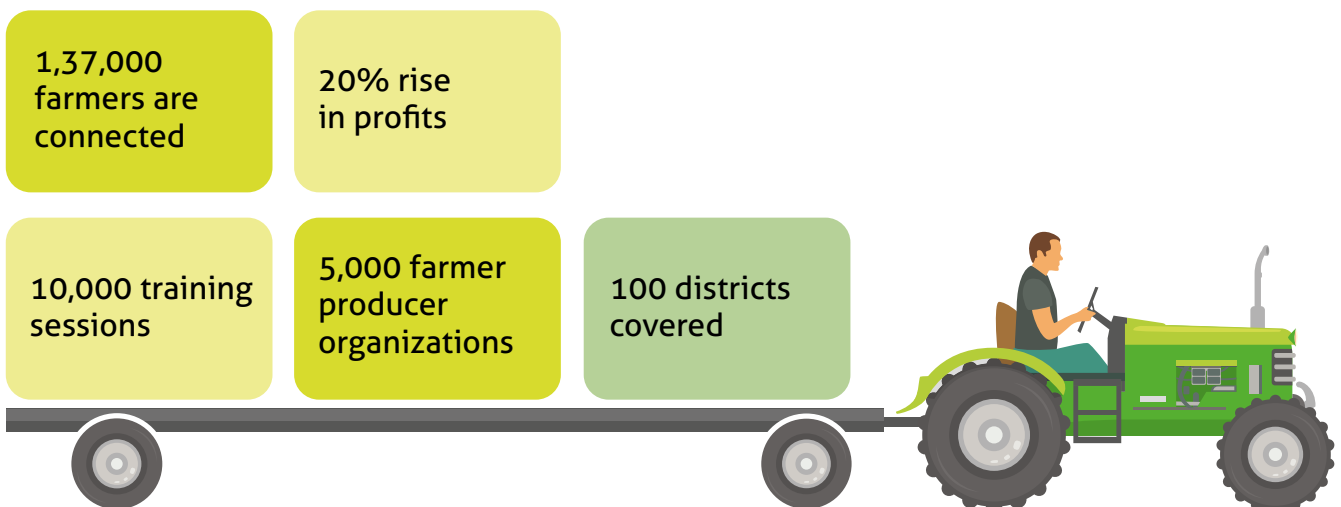 1,37,000
farmers are
connected
20% rise
in profits
10,000 training
sessions
5,000 farmer
producer
organizations
100 districts
covered